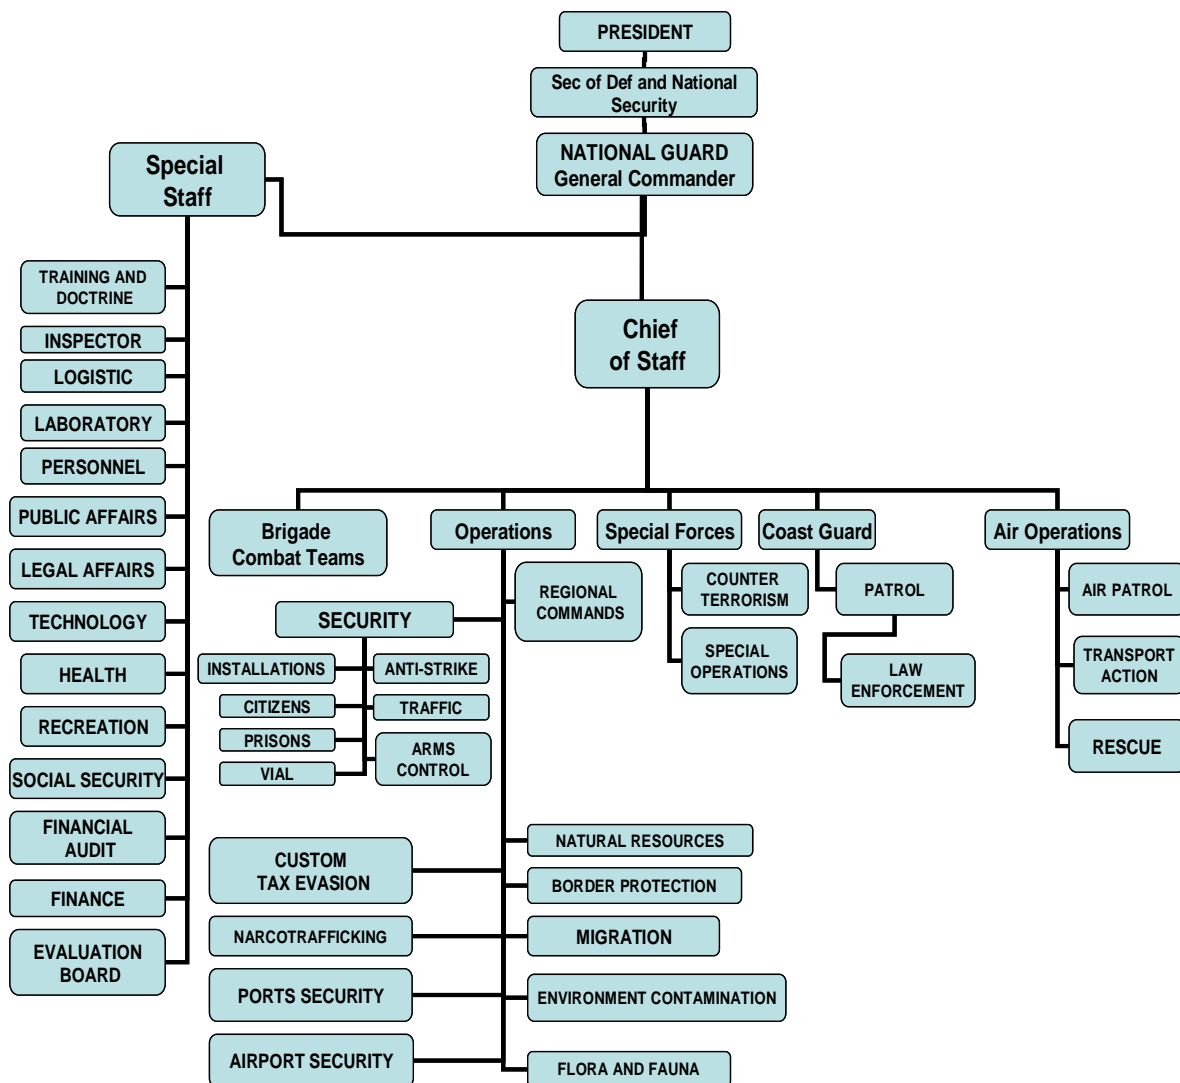 PRESIDENT
Sec of Def and National
Security
NATIONAL GUARD
General Commander
Special
Staff
TRAINING AND
DOCTRINE
INSPECTOR
LOGISTIC
LABORATORY
PERSONNEL
PUBLIC AFFAIRS
LEGAL AFFAIRS
TECHNOLOGY
HEALTH
RECREATION
SOCIAL SECURITY
FINANCIAL
AUDIT
FINANCE
EVALUATION
BOARD
Chief
of Staff
Brigade
Combat Teams
Operations
REGIONAL
COMMANDS
SECURITY
INSTALLATIONS
ANTI-STRIKE
CITIZENS
TRAFFIC
PRISONS
ARMS
CONTROL
VIAL
CUSTOM
TAX EVASION
NATURAL RESOURCES
BORDER PROTECTION
NARCOTRAFFICKING
MIGRATION
PORTS SECURITY
ENVIRONMENT CONTAMINATION
AIRPORT SECURITY
FLORA AND FAUNA
Special Forces
COUNTER
TERRORISM
SPECIAL
OPERATIONS
Coast Guard
PATROL
LAW
ENFORCEMENT
Air Operations
AIR PATROL
TRANSPORT
ACTION
RESCUE